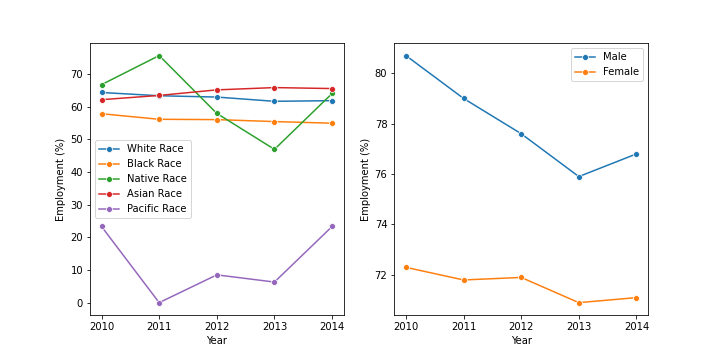 70
60
50
40
30
20
10
0
Employment (%)
White Race
Black Race
Native Race
Asian Race
Pacific Race
2010 2011 2012 2013 2014
Year
80
78
76
74
72
Employment (%)
Male
Female
2010 2011 2012 2013 2014
Year